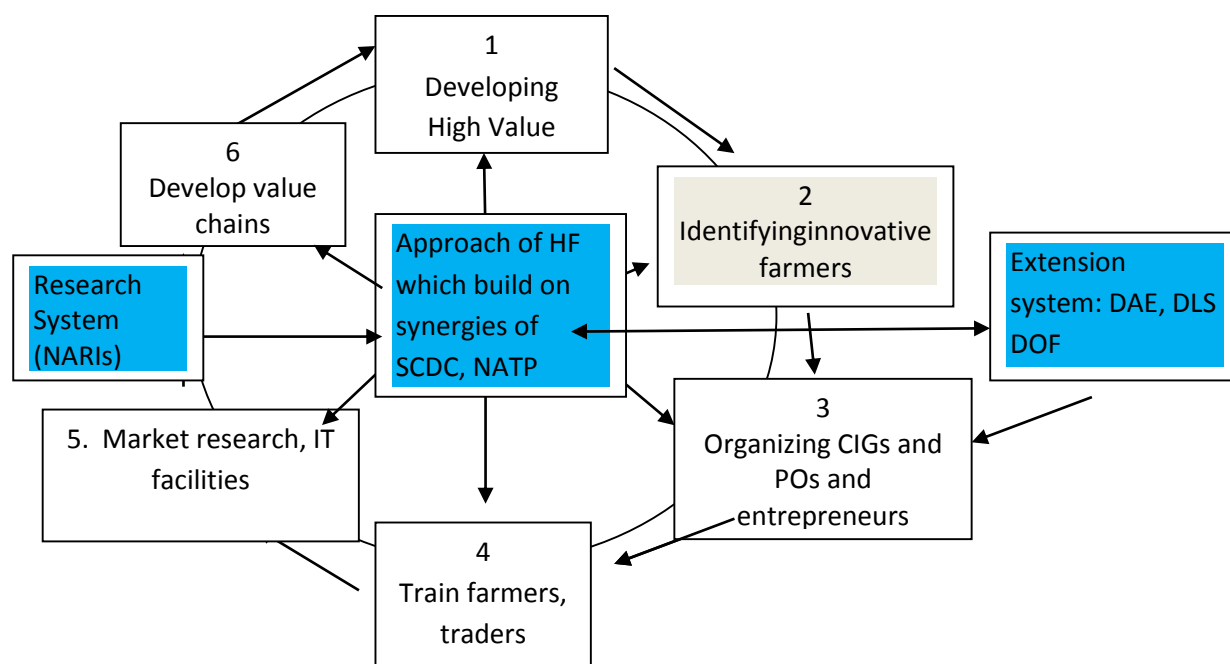 1
Developing
High Value
6
Develop value
chains
2
Identifyinginnovative
farmers
Approach of HF
which build on
synergies of
SCDC, NATP
Research
System
(NARIs)
Extension
system: DAE, DLS
DOF
3
Organizing CIGs and
POs and
entrepreneurs
5. Market research, IT
facilities
4
Train farmers,
traders